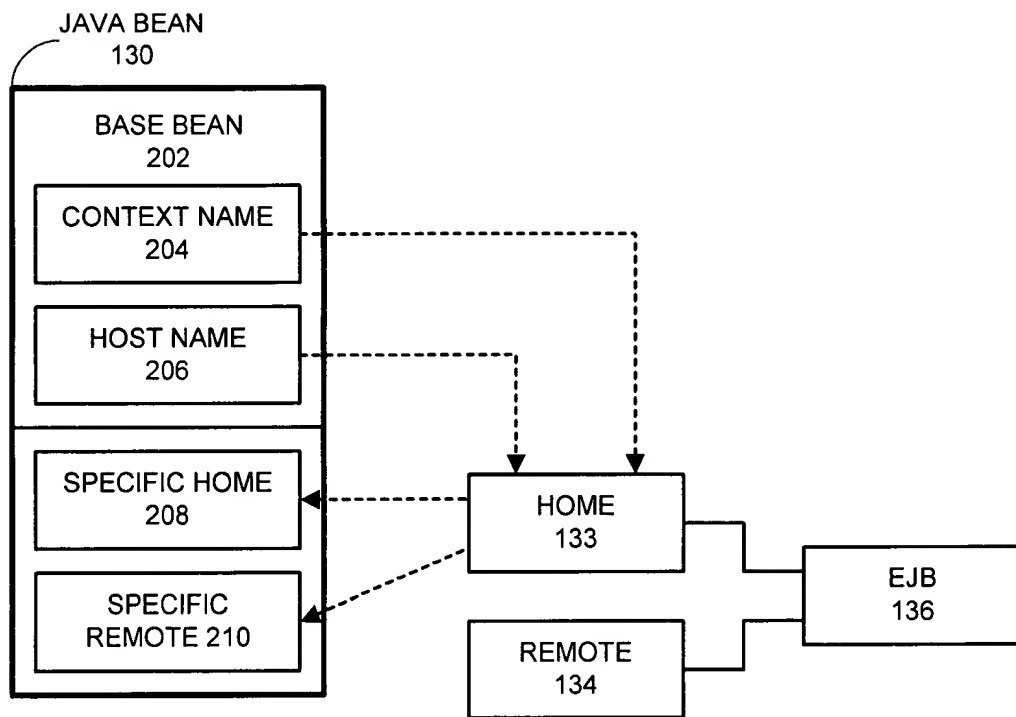 JAVA BEAN
130
BASE BEAN
202
CONTEXT NAME
204
HOST NAME
206
SPECIFIC HOME
208
SPECIFIC
REMOTE 210
HOME
133
REMOTE
134
EJB
136